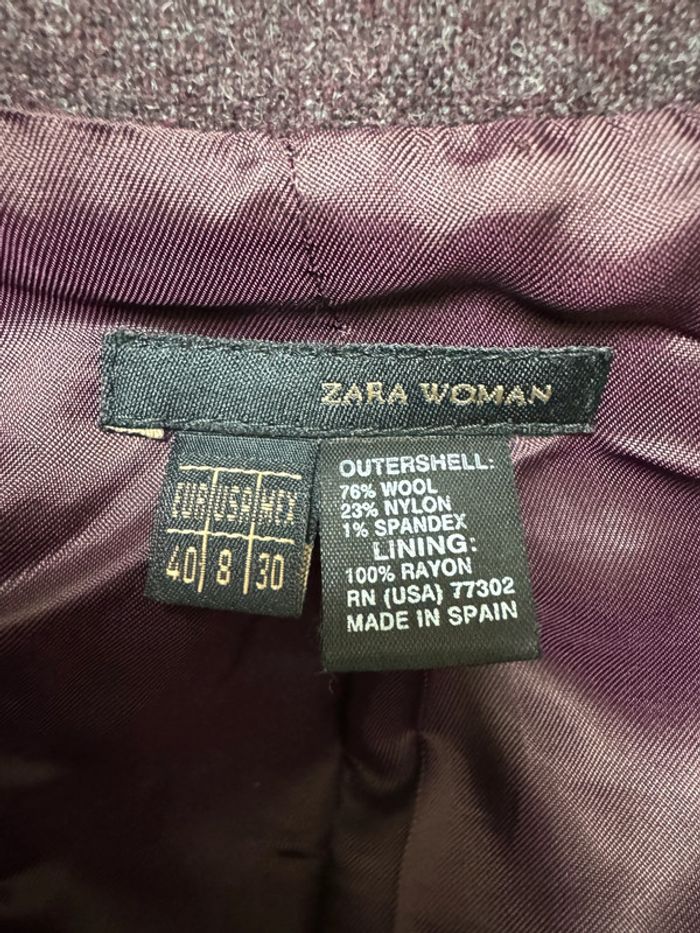 ZARA WOMAN
EUR USA MEX
40 8 30
OUTERSHELL:
76% WOOL
23% NYLON
1% SPANDEX
LINING:
100% RAYON
RN (USA) 77302
MADE IN SPAIN